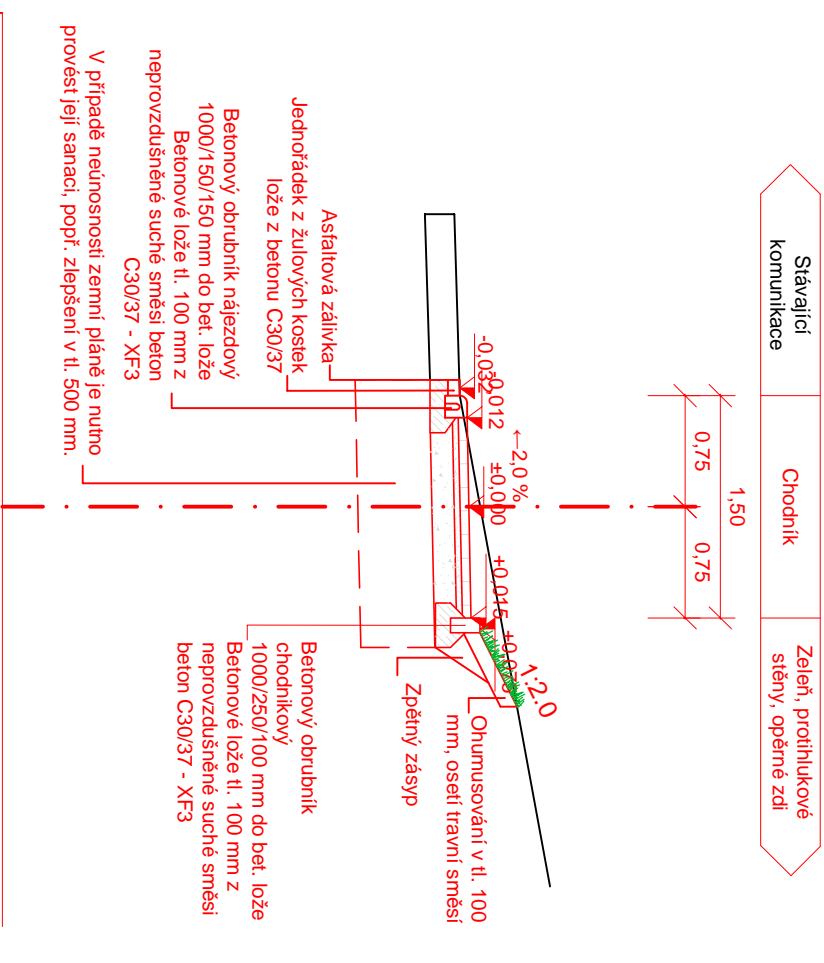 Stávající
komunikace
Chodník
Zeleň, protihlukové
stěny, opěrné zdi
1,50
0,75
0,75
-0,032
-0,012
←2,0 %
±0,000
+0,015
1:2.0
Asfaltová zálivka
Jednořádek z žulových kostek
lože z betonu C30/37
Betonový obrubník nájezdový
1000/150/150 mm do bet. lože
Betonové lože tl. 100 mm z
neprovzdušněné suché směsi beton
C30/37 - XF3
V případě neúnosnosti zemní pláně je nutno
provést její sanaci, popř. zlepšení v tl. 500 mm.
Ohumusování v tl. 100
mm, osetí travní směsí
Zpětný zásyp
Betonový obrubník
chodníkový
1000/250/100 mm do bet. lože
Betonové lože tl. 100 mm z
neprovzdušněné suché směsi
beton C30/37 - XF3